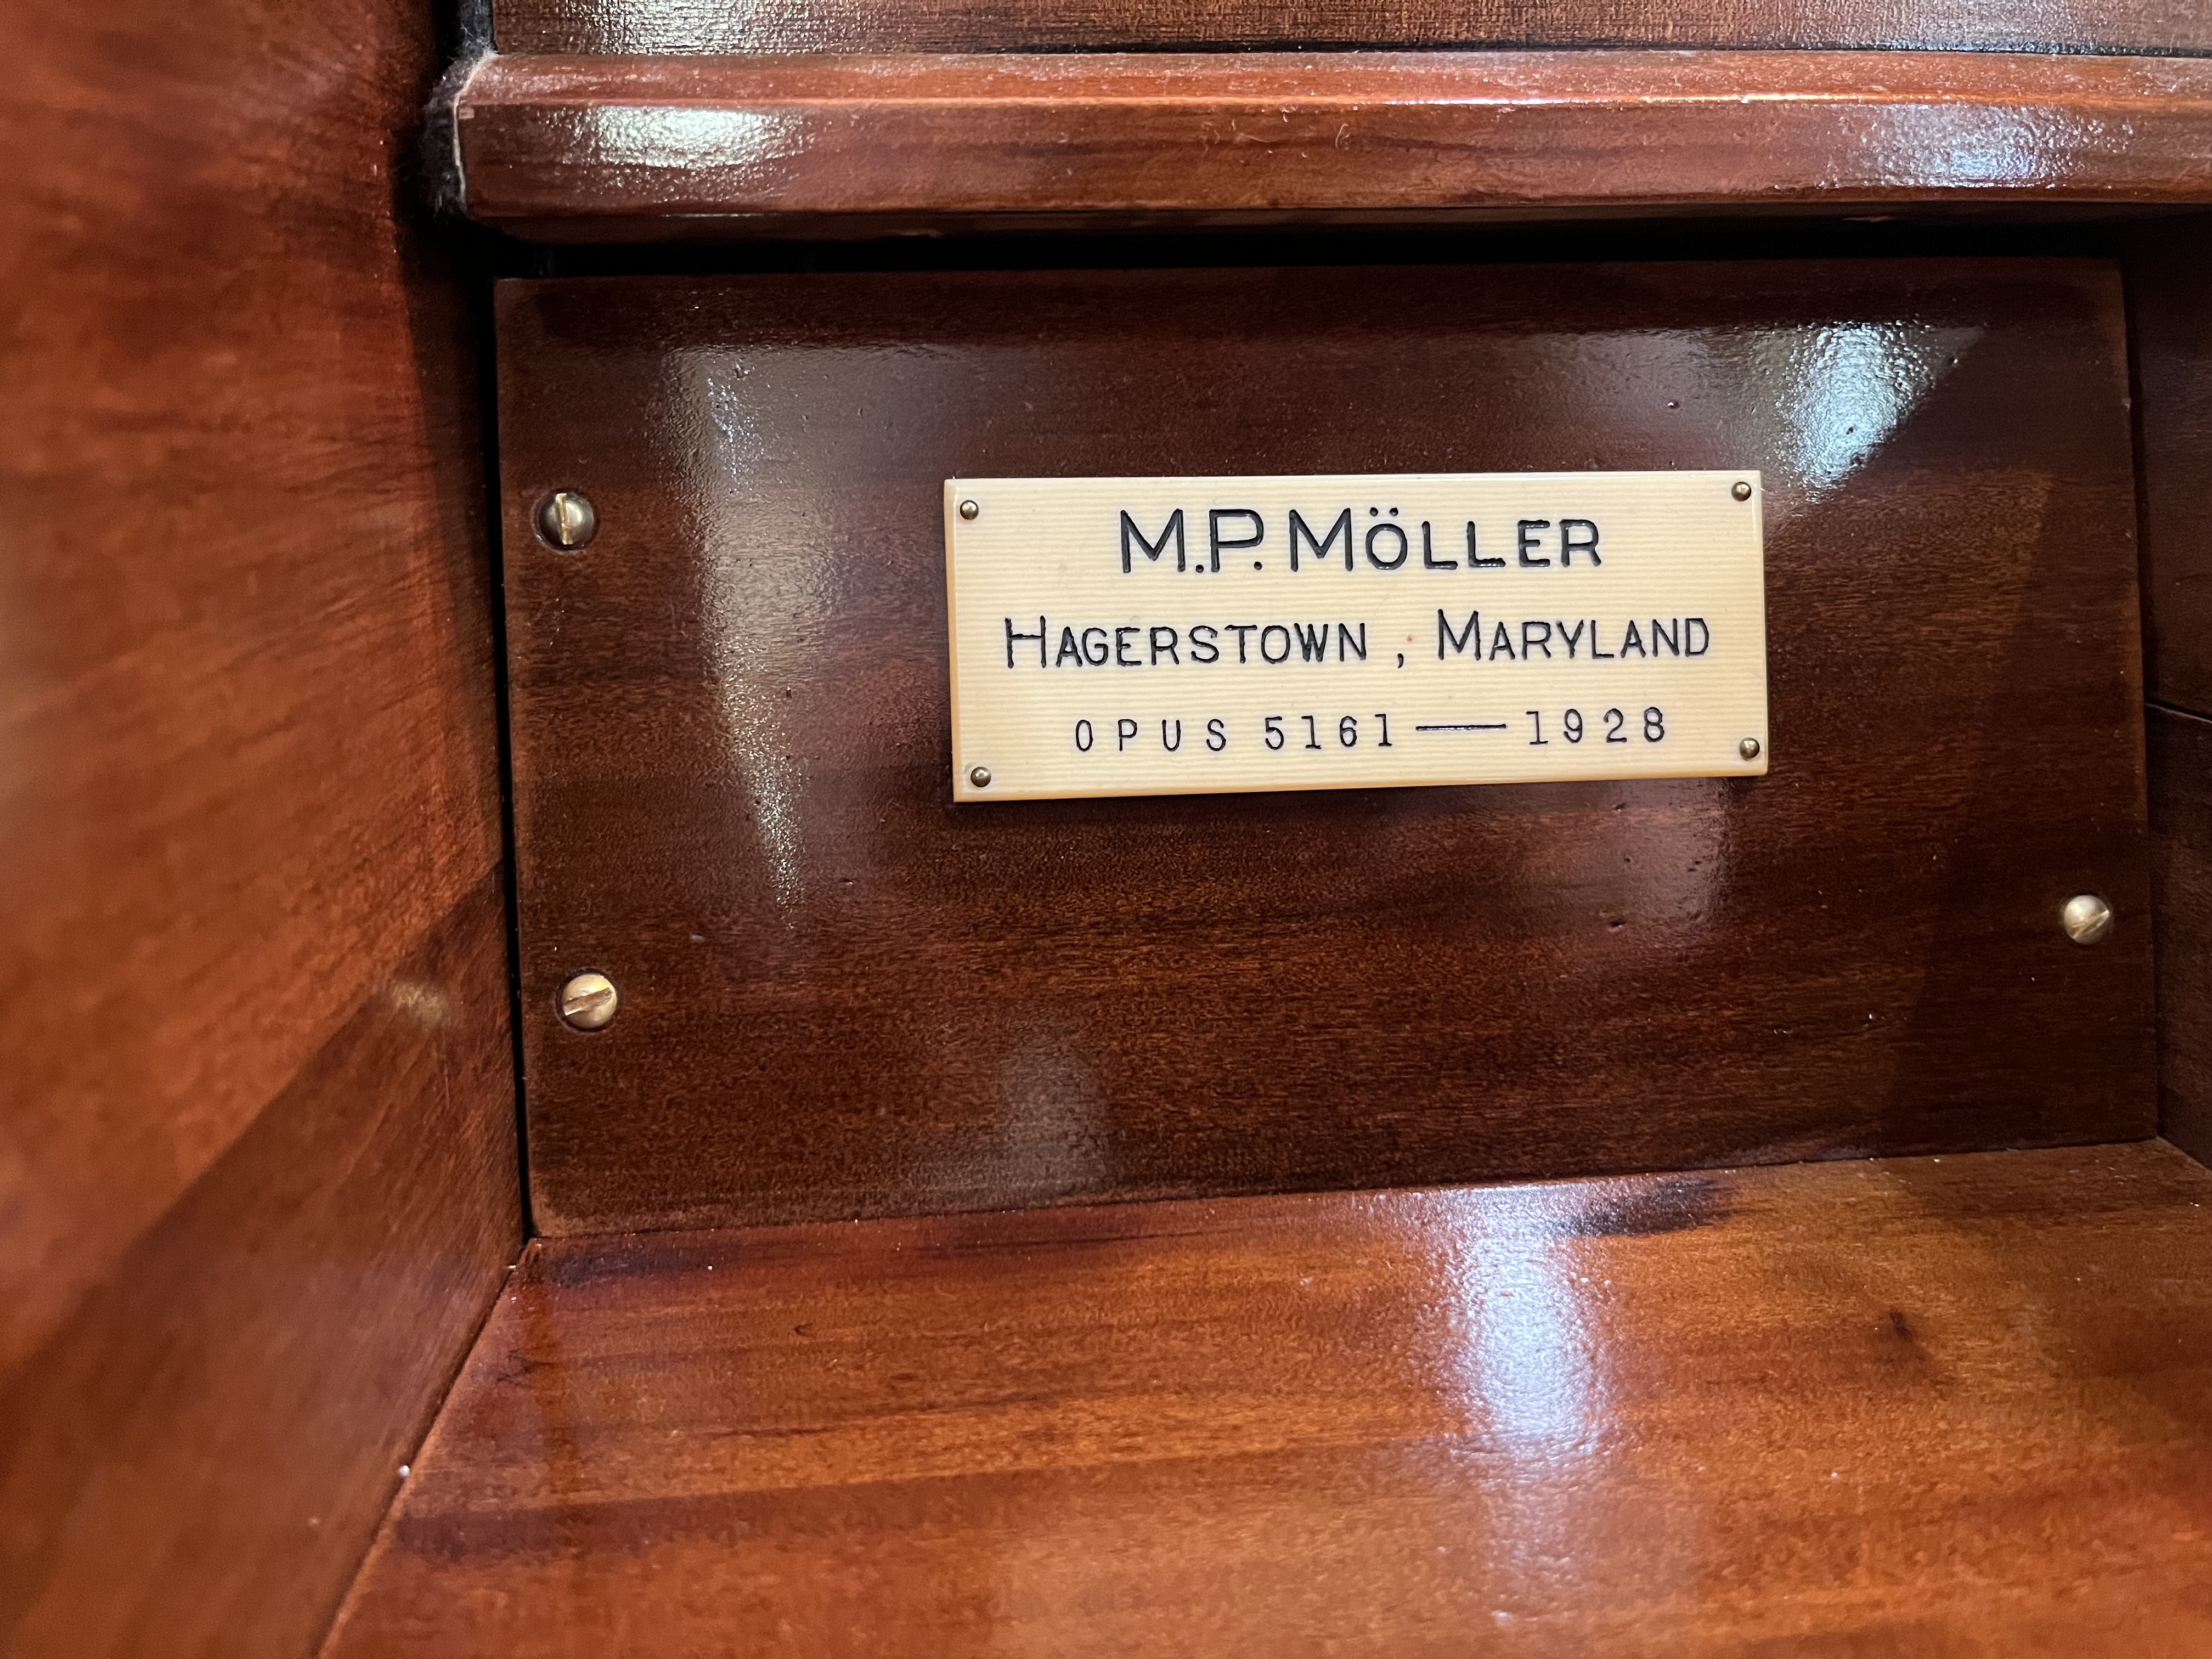 M.P. MÖLLER
HAGERSTOWN, MARYLAND
OPUS 5161 — 1928